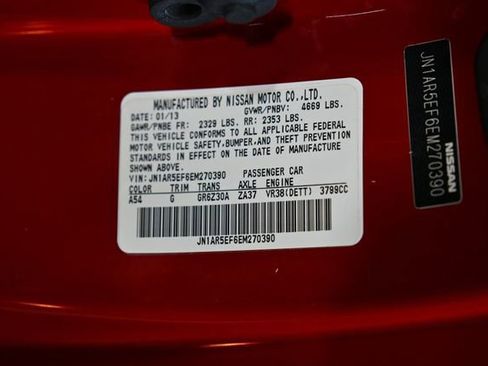 MANUFACTURED BY NISSAN MOTOR CO.,LTD.
DATE: 01/13 GVWR/PNBV: 4669 LBS.
GAWR/PNBE FR: 2329 LBS. RR: 2353 LBS.
THIS VEHICLE CONFORMS TO ALL APPLICABLE FEDERAL
MOTOR VEHICLE SAFETY,BUMPER,AND THEFT PREVENTION
STANDARDS IN EFFECT ON THE DATE OF MANUFACTURE
SHOWN ABOVE.
VIN: JN1AR5EF6EM270390 PASSENGER CAR
COLOR TRIM TRANS AXLE ENGINE
A54 G GR6Z30A ZA37 VR38(DETT) 3799CC
JN1AR5EF6EM270390
JN1AR5EF6EM270390
NISSAN